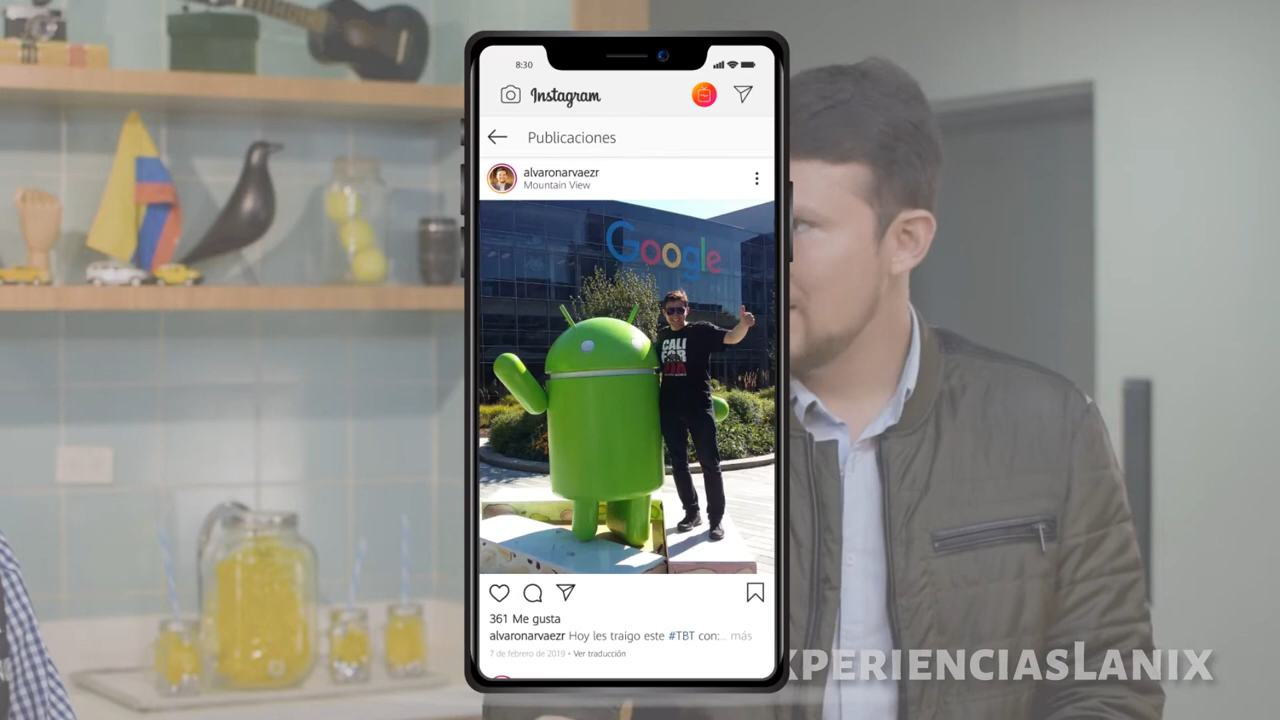 8:30
Instagram
Publicaciones
alvaronarvaezr
Mountain View
Google
CALI
FOR
361 Me gusta
alvaronarvaezr Hoy les traigo este #TBT con:... más
7 de febrero de 2019 • Ver traducción
XPERIENCIASLANIX